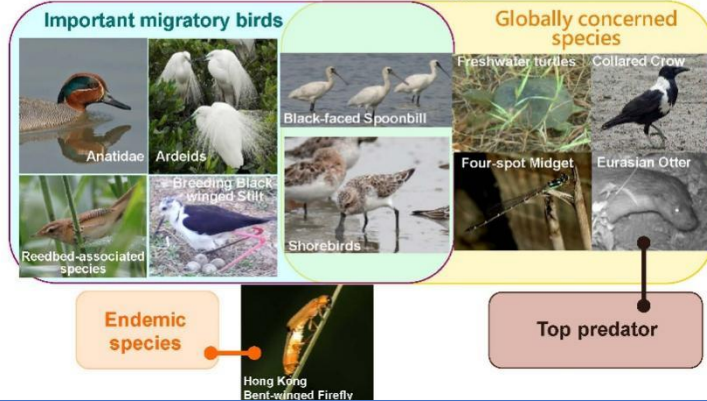 Important migratory birds
Globally concerned
species
Anatidae
Ardeids
Black-faced Spoonbill
Freshwater turtles
Collared Crow
Reedbed-associated
species
Breeding Black
winged Stilt
Shorebirds
Four-spot Midget
Eurasian Otter
Endemic
species
Top predator
Hong Kong
Bent-winged Firefly